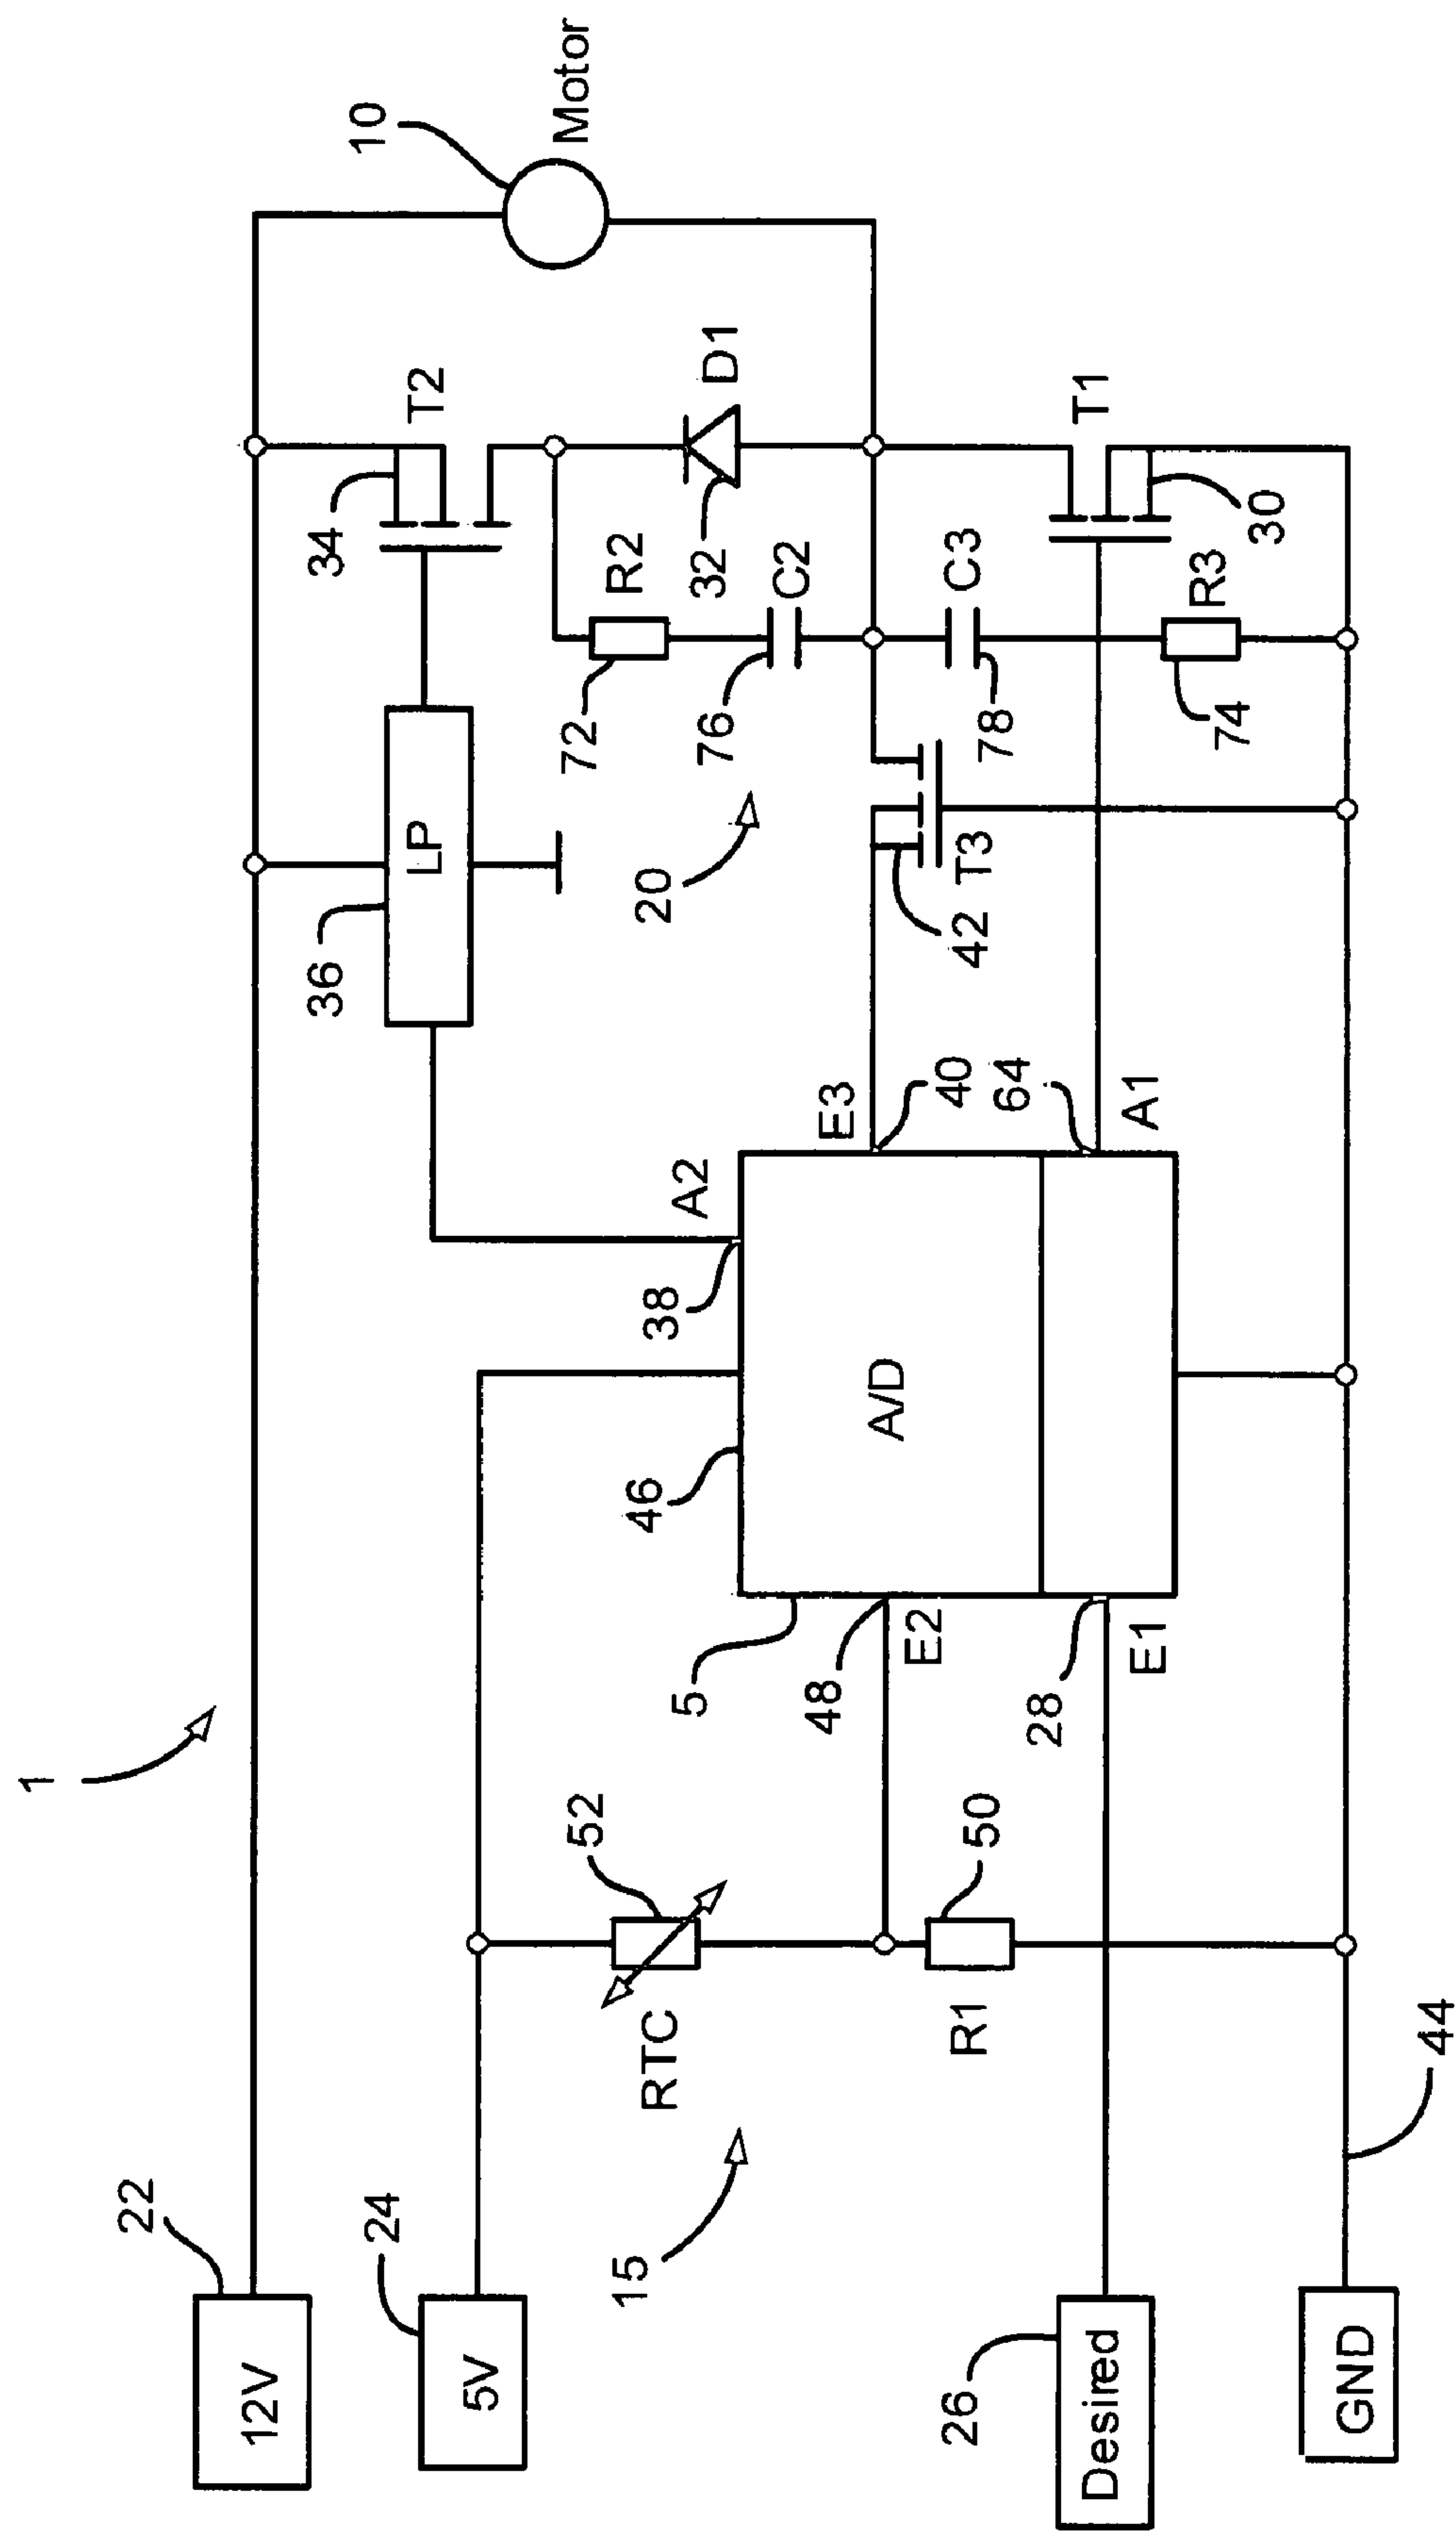 1
22
12V
24
5V
15
RTC
52
R1
50
26
Desired
GND
44
5
46
A/D
48
E2
28
E1
38
A2
E3
40
64
A1
36
LP
20
42
T3
34
T2
72
R2
76
C2
32
D1
78
C3
74
R3
30
T1
10
Motor